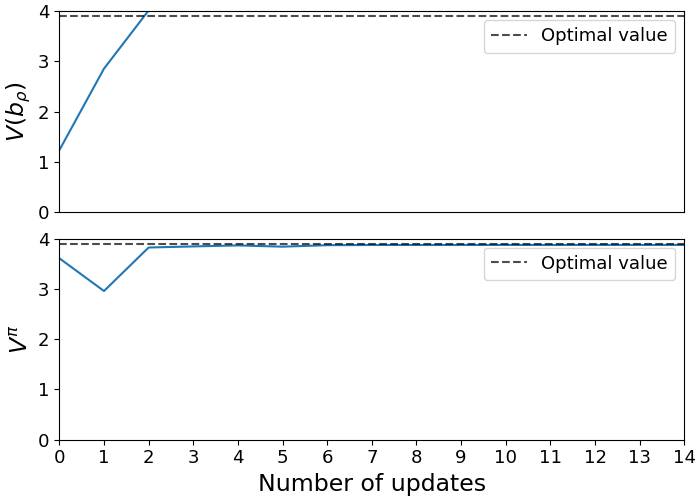 4
3
2
1
0
V(b_ρ)
Optimal value
4
3
2
1
0
V^π
Optimal value
0 1 2 3 4 5 6 7 8 9 10 11 12 13 14
Number of updates